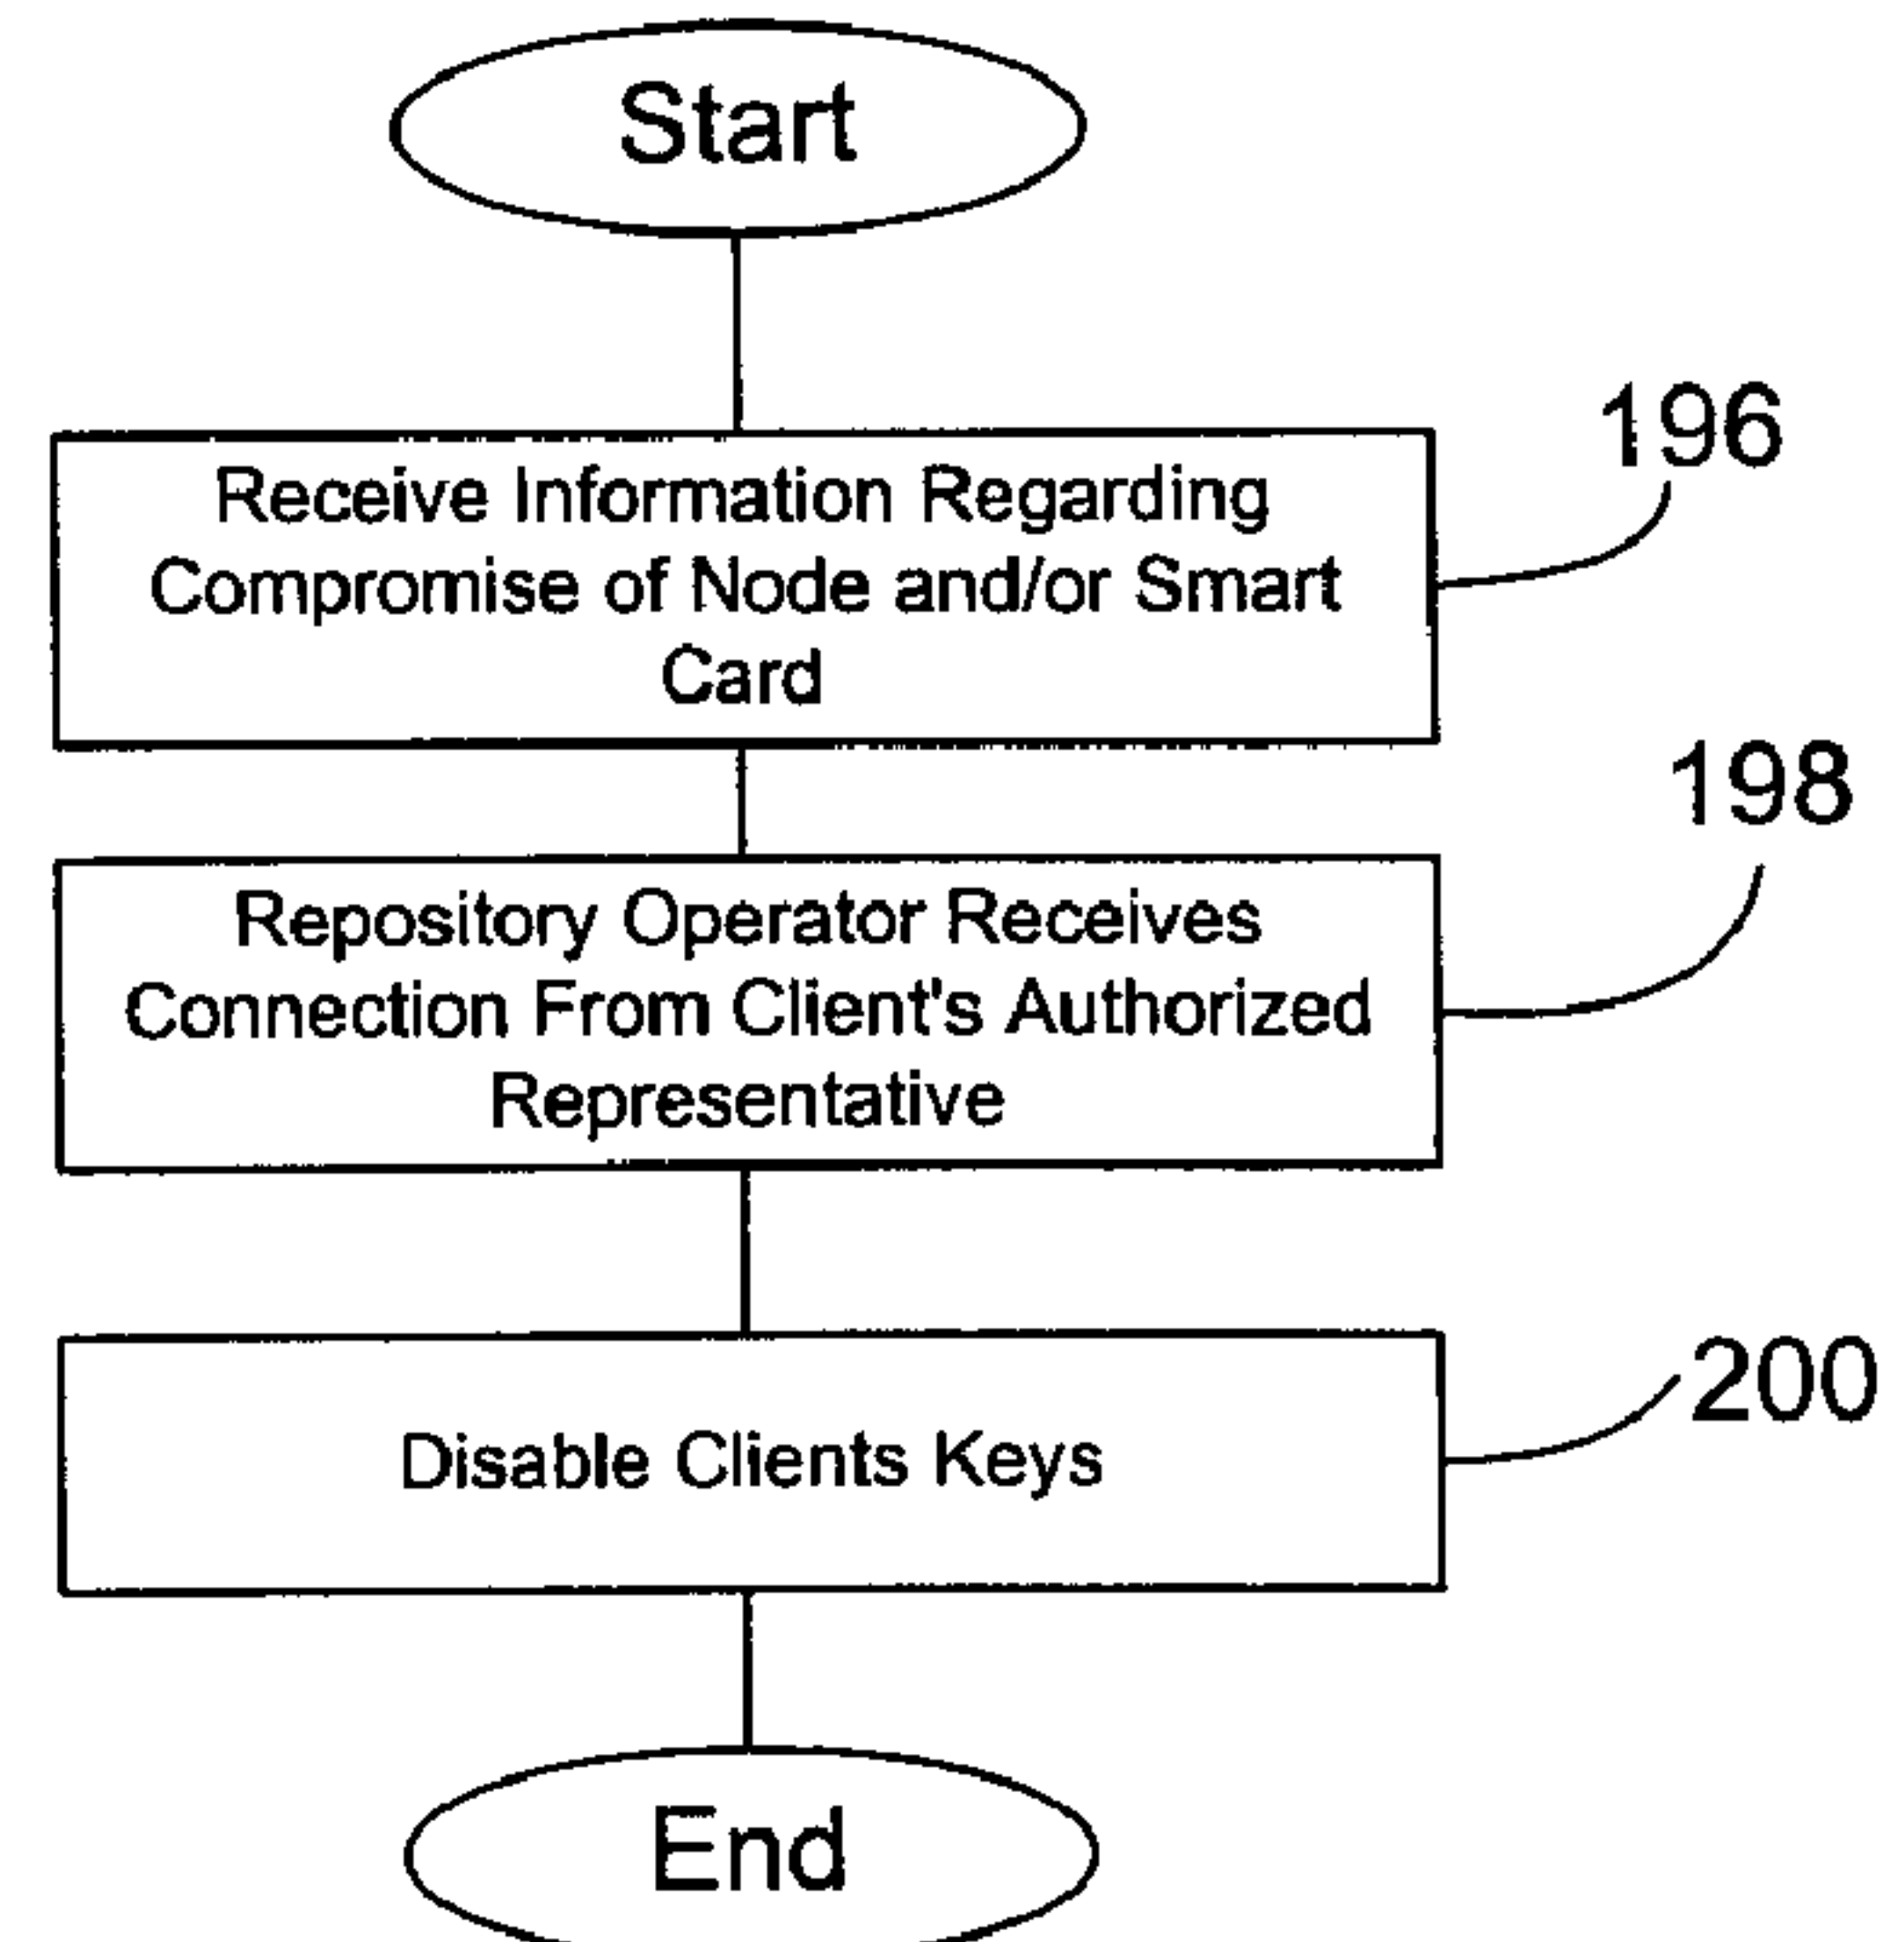 Start
196
Receive Information Regarding
Compromise of Node and/or Smart
Card
198
Repository Operator Receives
Connection From Client's Authorized
Representative
200
Disable Clients Keys
End